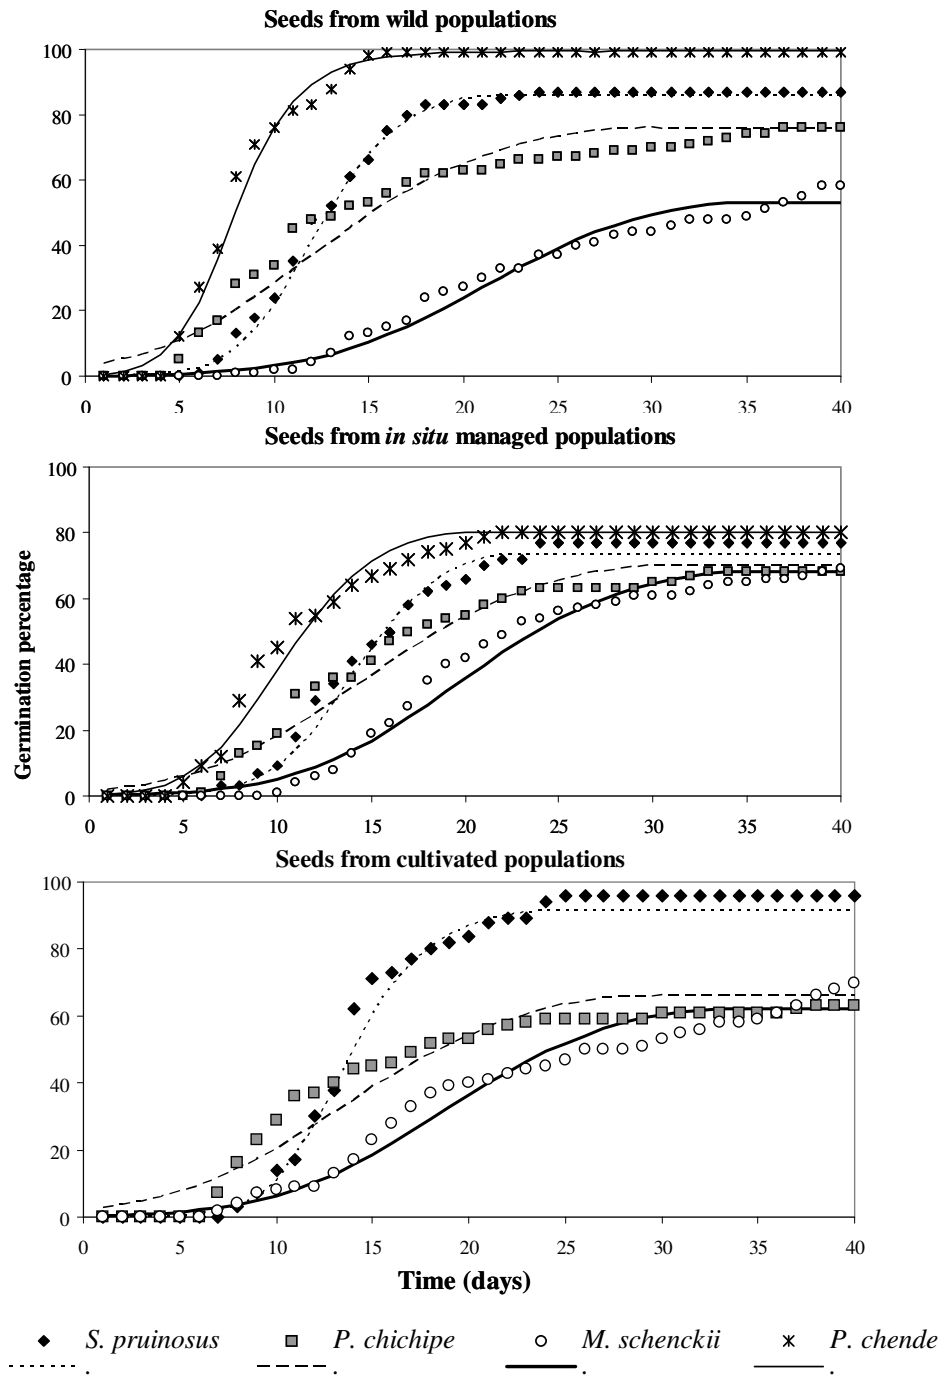 Seeds from wild populations
100
80
60
40
20
0
0 5 10 15 20 25 30 35 40
Seeds from in situ managed populations
Germination percentage
100
80
60
40
20
0
0 5 10 15 20 25 30 35 40
Seeds from cultivated populations
100
80
60
40
20
0
0 5 10 15 20 25 30 35 40
Time (days)
S. pruinosus P. chichipe M. schenckii P. chende
. . . .